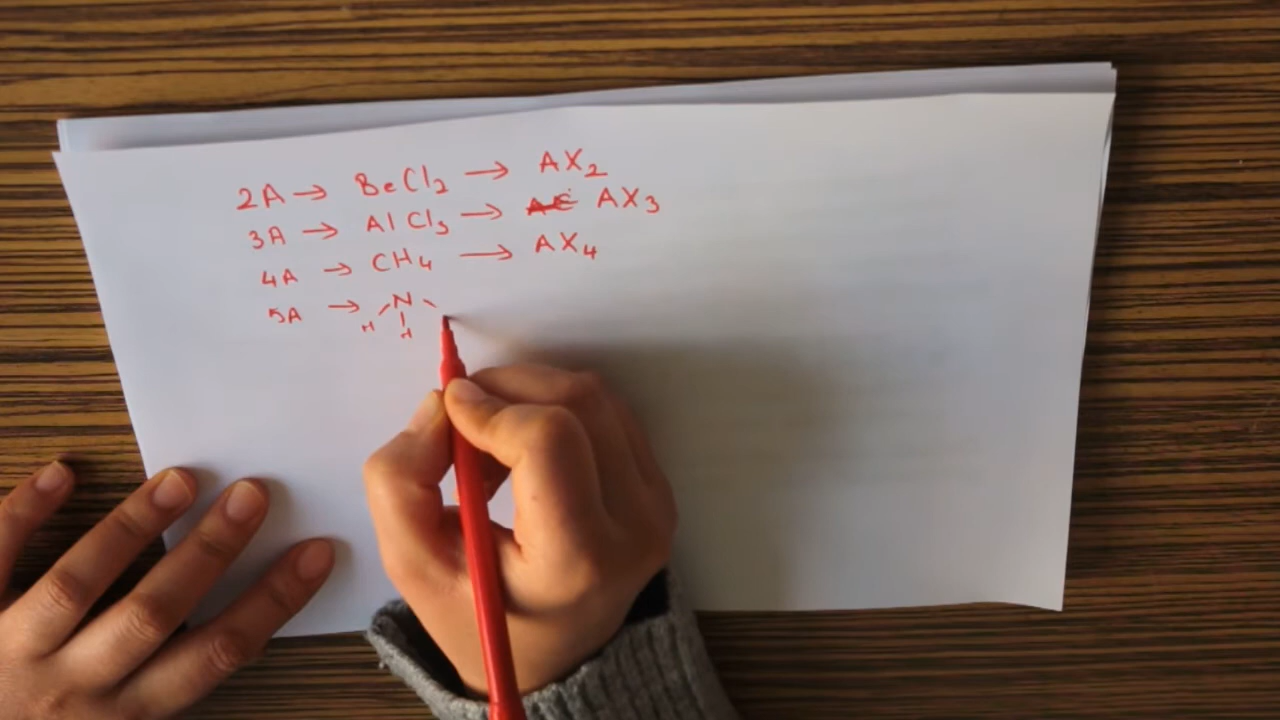 2A → BeCl2 → AX2
3A → AlCl3 → AX3
4A → CH4 → AX4
5A → N
H H